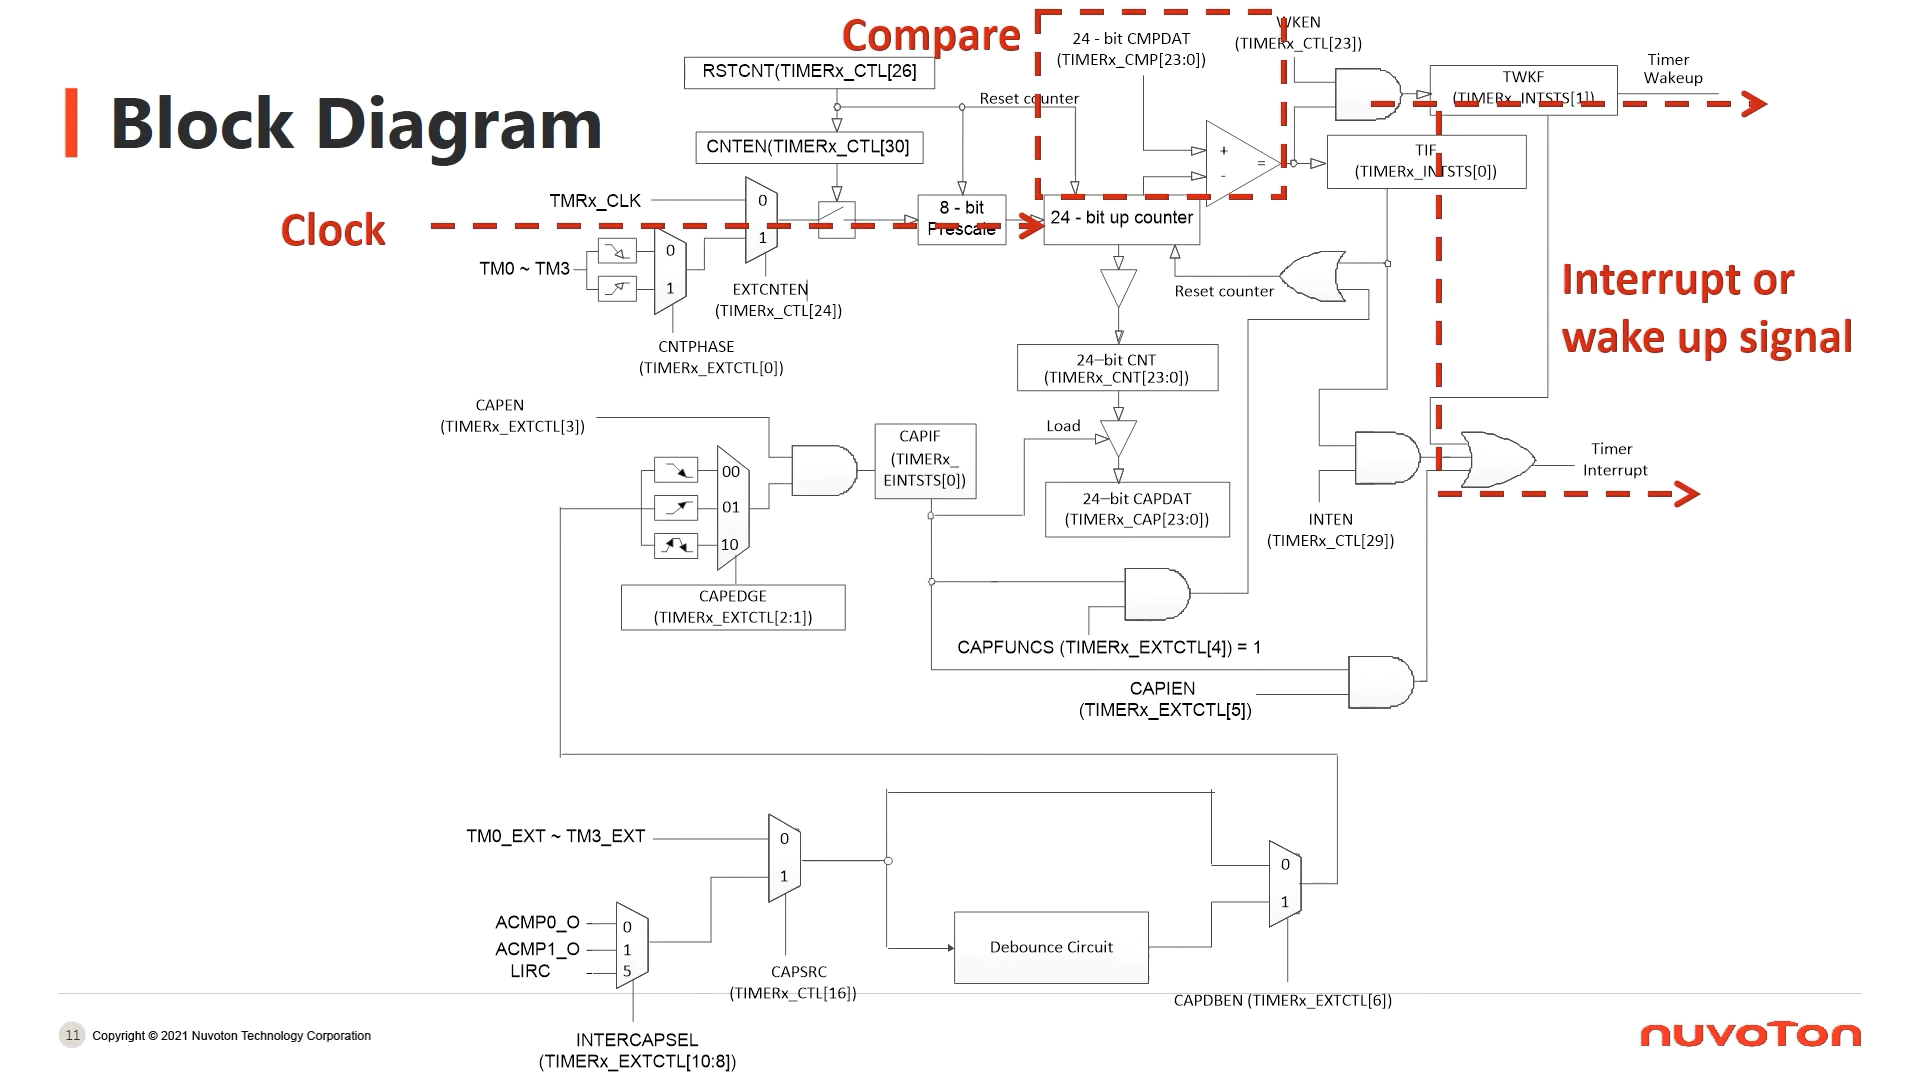 Block Diagram
Compare
24 - bit CMPDAT
(TIMERx_CMP[23:0])
WKEN
(TIMERx_CTL[23])
RSTCNT(TIMERx_CTL[26]
Reset counter
TWKF
(TIMERx_INTSTS[1])
Timer
Wakeup
CNTEN(TIMERx_CTL[30]
+
-
=
TIF
(TIMERx_INTSTS[0])
TMRx_CLK
0
1
8 - bit
Prescale
24 - bit up counter
Clock
TM0 ~ TM3
0
1
EXTCNTEN
(TIMERx_CTL[24])
Reset counter
Interrupt or
wake up signal
CNTPHASE
(TIMERx_EXTCTL[0])
24–bit CNT
(TIMERx_CNT[23:0])
CAPEN
(TIMERx_EXTCTL[3])
Load
CAPIF
(TIMERx_
EINTSTS[0])
00
01
10
24–bit CAPDAT
(TIMERx_CAP[23:0])
Timer
Interrupt
INTEN
(TIMERx_CTL[29])
CAPEDGE
(TIMERx_EXTCTL[2:1])
CAPFUNCS (TIMERx_EXTCTL[4]) = 1
CAPIEN
(TIMERx_EXTCTL[5])
TM0_EXT ~ TM3_EXT
0
1
0
1
ACMP0_O
ACMP1_O
LIRC
0
1
5
Debounce Circuit
CAPSRC
(TIMERx_CTL[16])
CAPDBEN (TIMERx_EXTCTL[6])
INTERCAPSEL
(TIMERx_EXTCTL[10:8])
11
Copyright © 2021 Nuvoton Technology Corporation
nuvoTon